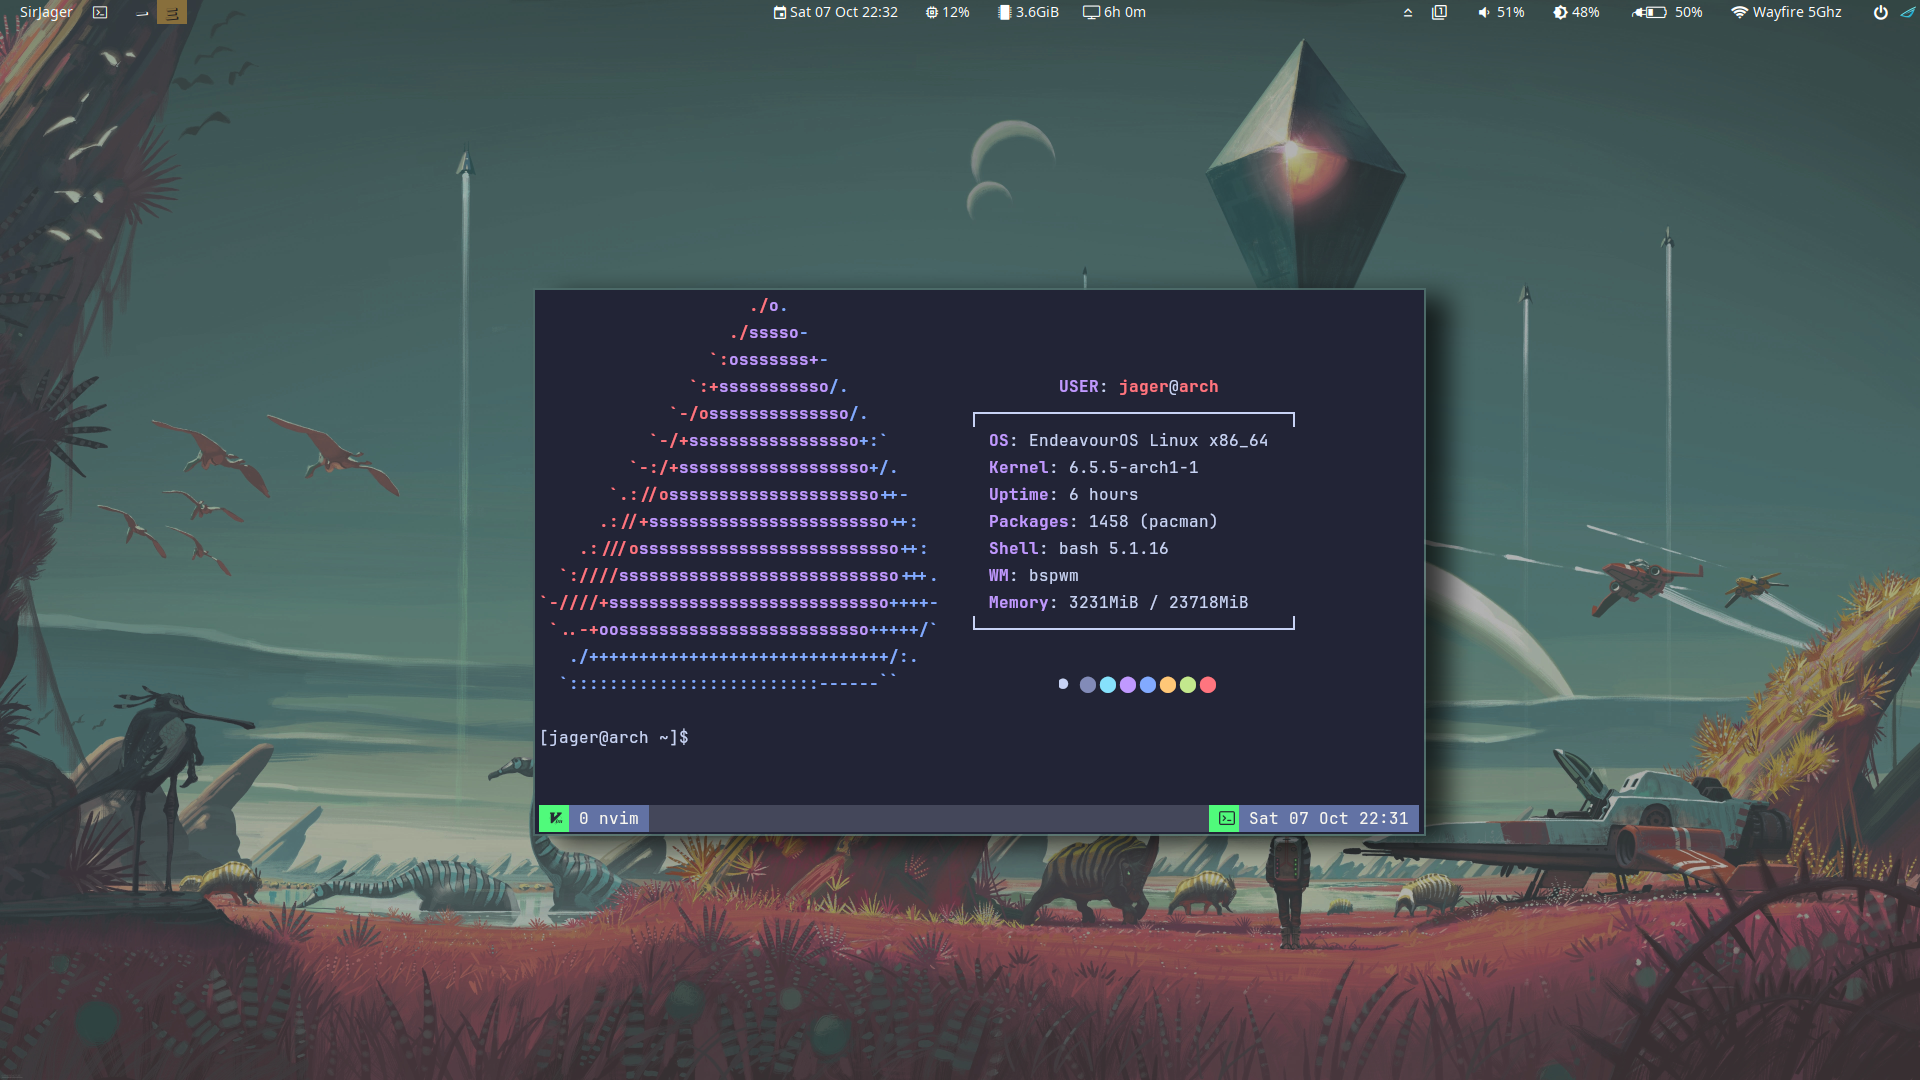 SirJager 一 三 Sat 07 Oct 22:32 12% 3.6GiB 6h 0m 1 51% 48% 50% Wayfire 5Ghz
./o.
./sssso-
`:osssssss+-
`:+sssssssssso/.
`-/ossssssssssssso/.
`-/+sssssssssssssssso+:`
`-:/+sssssssssssssssssso+/.
`.://osssssssssssssssssssso++-
.://+ssssssssssssssssssssssso++:
.:///ossssssssssssssssssssssssso++:
`:////ssssssssssssssssssssssssssso+++.
`-////+ssssssssssssssssssssssssssso++++-
`..-+oosssssssssssssssssssssssso+++++/`
./++++++++++++++++++++++++++++++/:.
`:::::::::::::::::::::::::------``
USER: jager@arch
OS: EndeavourOS Linux x86_64
Kernel: 6.5.5-arch1-1
Uptime: 6 hours
Packages: 1458 (pacman)
Shell: bash 5.1.16
WM: bspwm
Memory: 3231MiB / 23718MiB
[jager@arch ~]$
0 nvim Sat 07 Oct 22:31